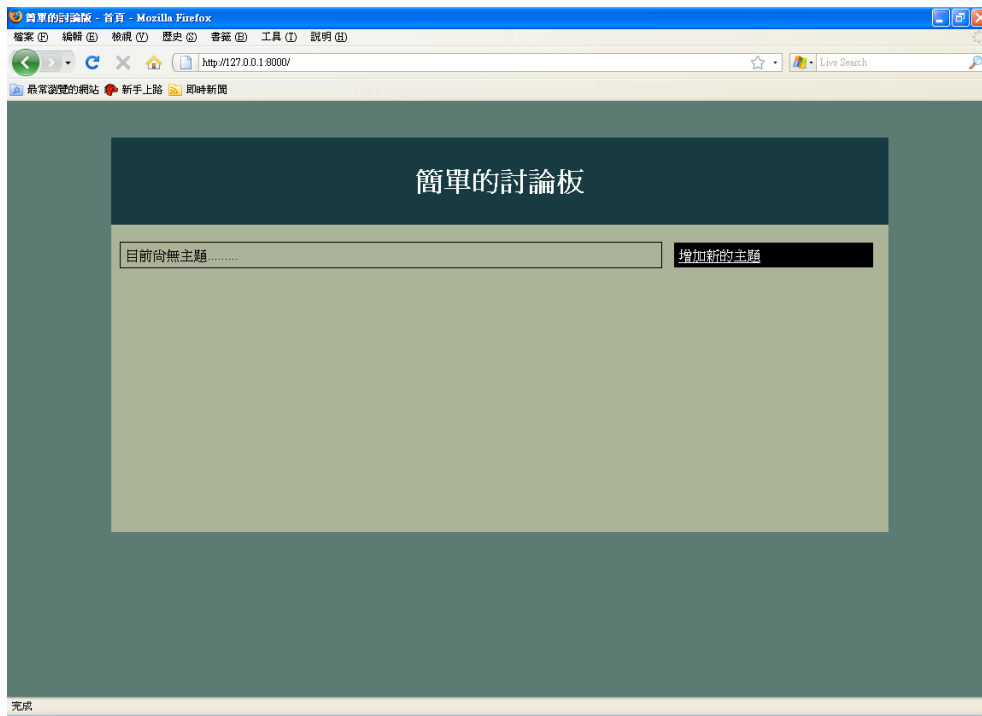 首單的討論版 - 首頁 - Mozilla Firefox
檔案(F) 編輯(E) 檢視(V) 歷史(S) 書籤(B) 工具(T) 説明(H)
http://127.0.0.1:8000/
Live Search
最常瀏覽的網站 新手上路 即時新聞
簡單的討論板
目前尚無主題.........
增加新的主題
完成